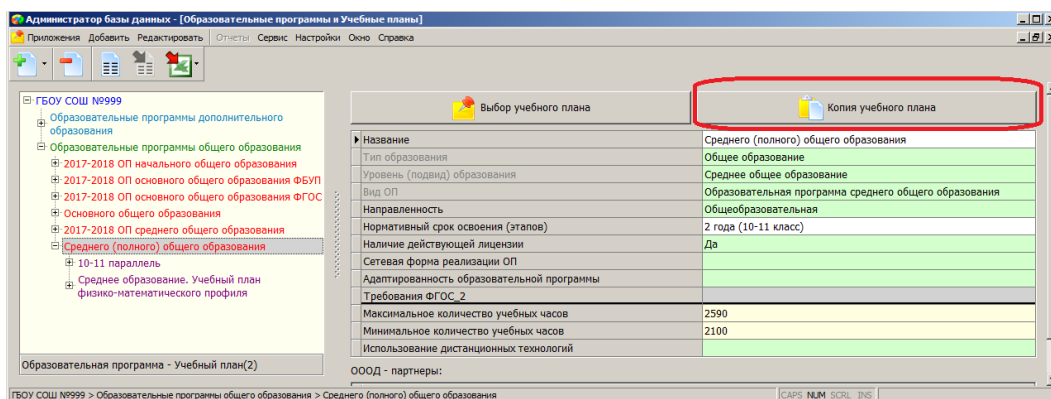 Администратор базы данных - [Образовательные программы и Учебные планы]
Приложения Добавить Редактировать Отчеты Сервис Настройки Окно Справка
ГБОУ СОШ №999
Образовательные программы дополнительного
образования
Образовательные программы общего образования
2017-2018 ОП начального общего образования
2017-2018 ОП основного общего образования ФБУП
2017-2018 ОП основного общего образования ФГОС
Основного общего образования
2017-2018 ОП среднего общего образования
Среднего (полного) общего образования
10-11 параллель
Среднее образование. Учебный план
физико-математического профиля
Образовательная программа - Учебный план(2)
Выбор учебного плана
Копия учебного плана
Название Среднего (полного) общего образования
Тип образования Общее образование
Уровень (подвид) образования Среднее общее образование
Вид ОП Образовательная программа среднего общего образования
Направленность Общеобразовательная
Нормативный срок освоения (этапов) 2 года (10-11 класс)
Наличие действующей лицензии Да
Сетевая форма реализации ОП
Адаптированность образовательной программы
Требования ФГОС_2
Максимальное количество учебных часов 2590
Минимальное количество учебных часов 2100
Использование дистанционных технологий
ОООД - партнеры:
ГБОУ СОШ №999 > Образовательные программы общего образования > Среднего (полного) общего образования
CAPS NUM SCRL INS